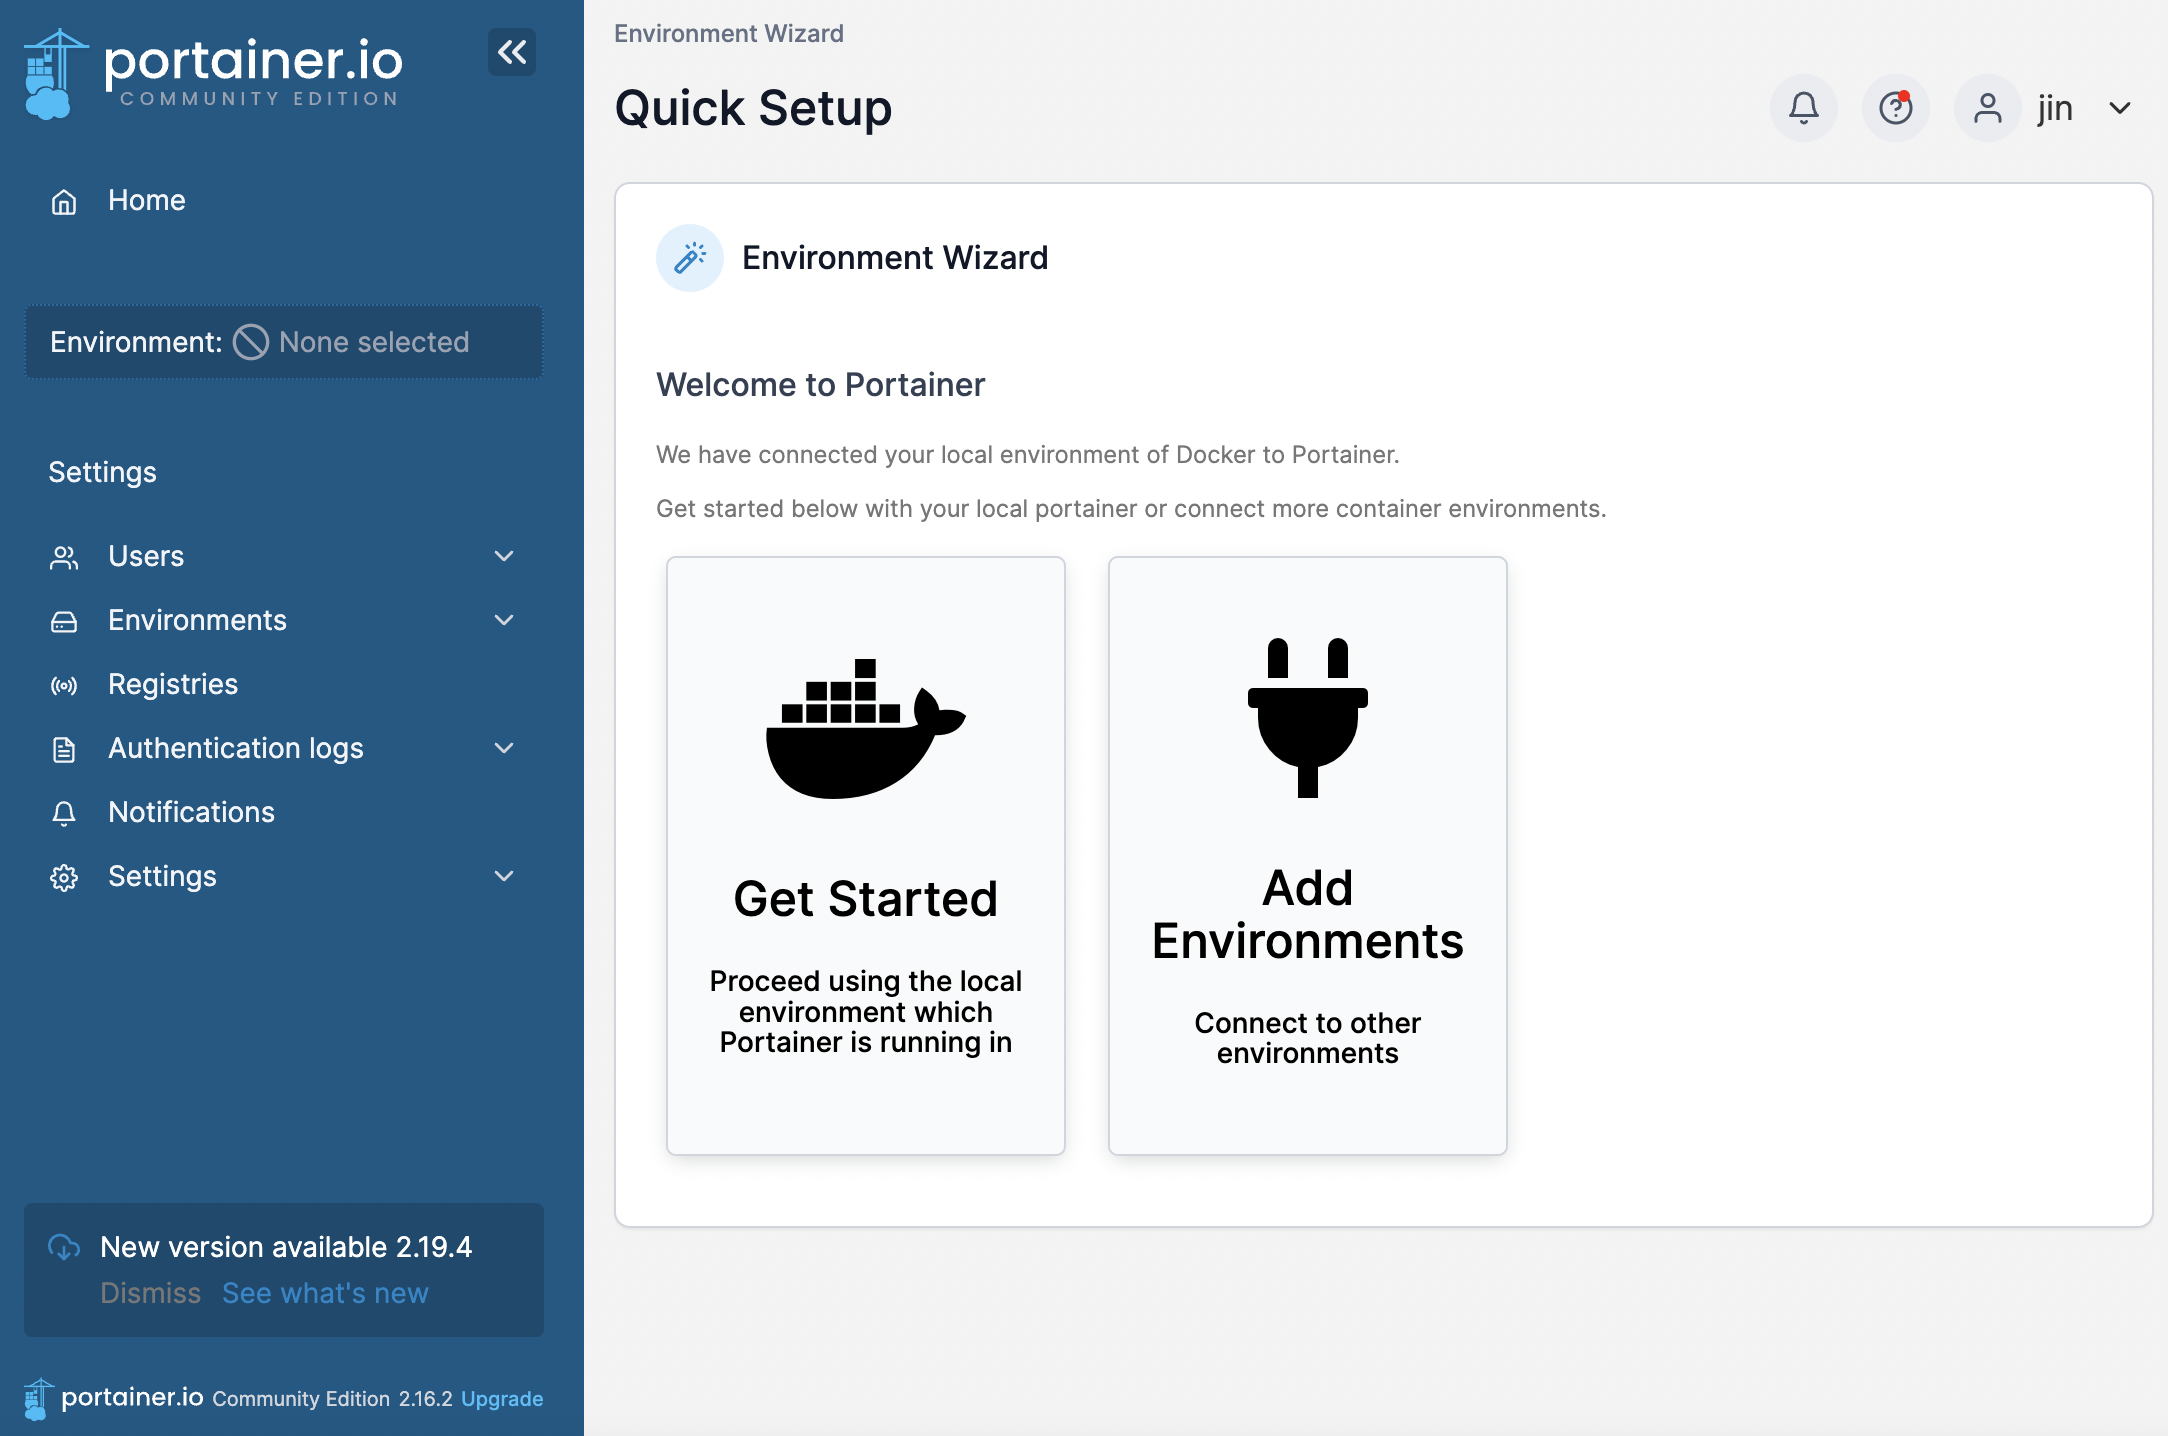 portainer.io
COMMUNITY EDITION
Home
Environment: None selected
Settings
Users
Environments
Registries
Authentication logs
Notifications
Settings
New version available 2.19.4
Dismiss See what's new
portainer.io Community Edition 2.16.2 Upgrade
Environment Wizard
Quick Setup
jin
Environment Wizard
Welcome to Portainer
We have connected your local environment of Docker to Portainer.
Get started below with your local portainer or connect more container environments.
Get Started
Proceed using the local
environment which
Portainer is running in
Add
Environments
Connect to other
environments